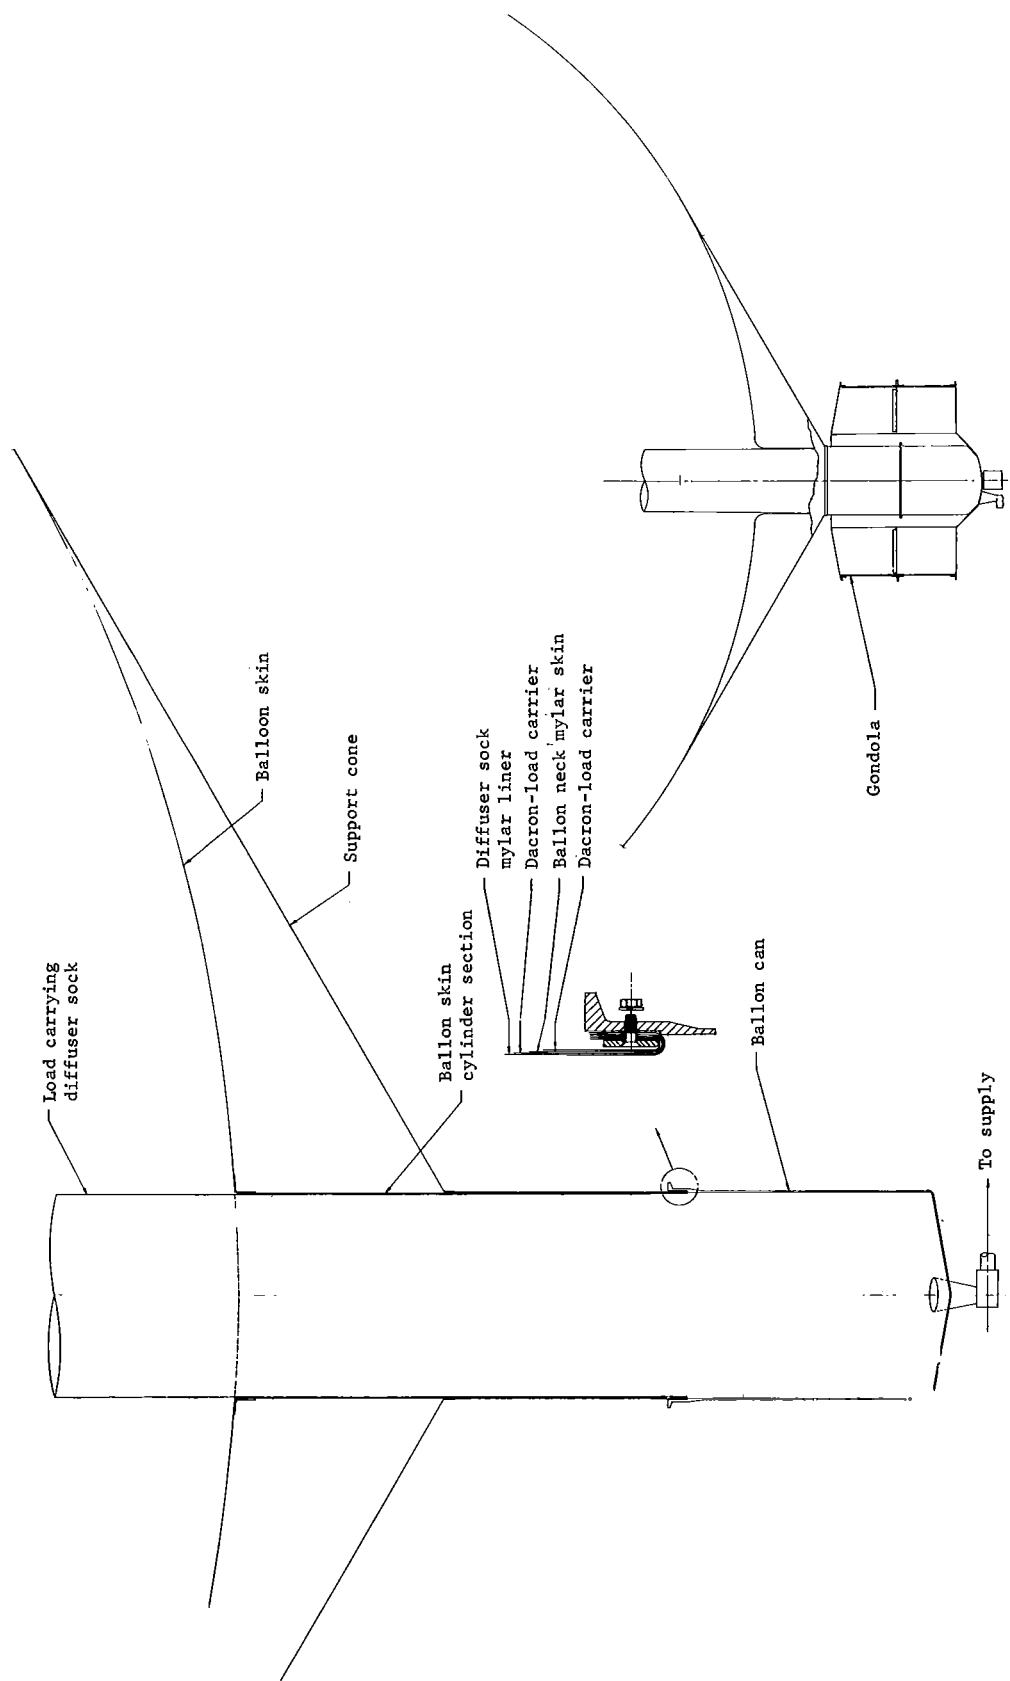 Load carrying
diffuser sock
Balloon skin
Support cone
Ballon skin
cylinder section
Diffuser sock
mylar liner
Dacron-load carrier
Ballon neck mylar skin
Dacron-load carrier
Ballon can
To supply
Gondola